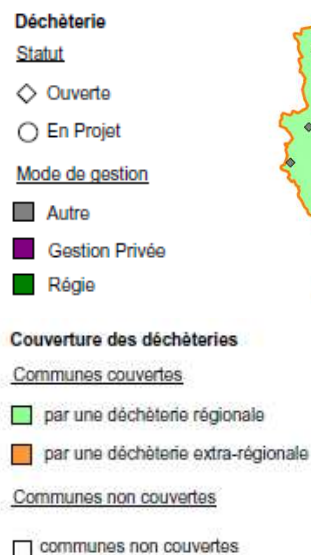 Déchèterie
Statut
Ouverte
En Projet
Mode de gestion
Autre
Gestion Privée
Régie
Couverture des déchèteries
Communes couvertes
par une déchèterie régionale
par une déchèterie extra-régionale
Communes non couvertes
communes non couvertes